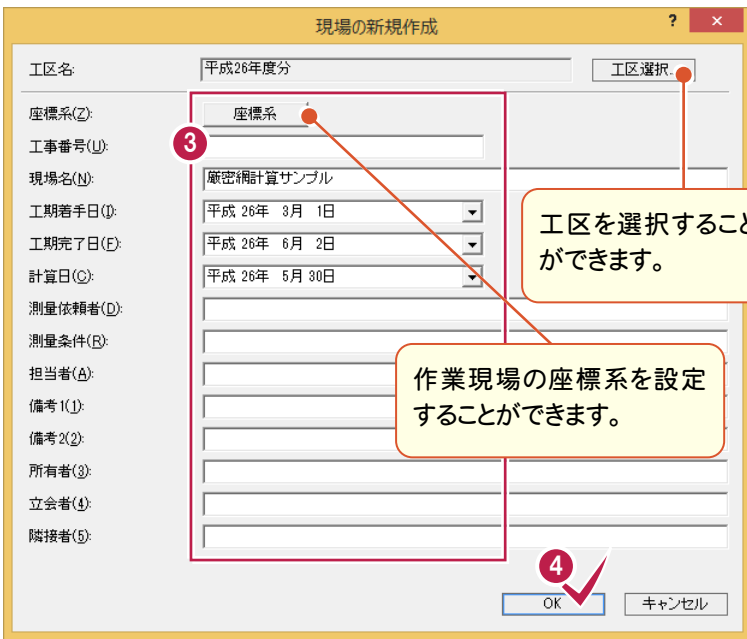 現場の新規作成 ? ×
工区名: 平成26年度分 工区選択...
座標系(Z): 座標系
3
工事番号(U):
現場名(N): 厳密網計算サンプル
工期着手日(I): 平成 26年 3月 1日
工区を選択すること
ができます。
工期完了日(F): 平成 26年 6月 2日
計算日(C): 平成 26年 5月 30日
測量依頼者(D):
測量条件(R):
作業現場の座標系を設定
することができます。
担当者(A):
備考1(1):
備考2(2):
所有者(3):
立会者(4):
隣接者(5):
4
OK キャンセル